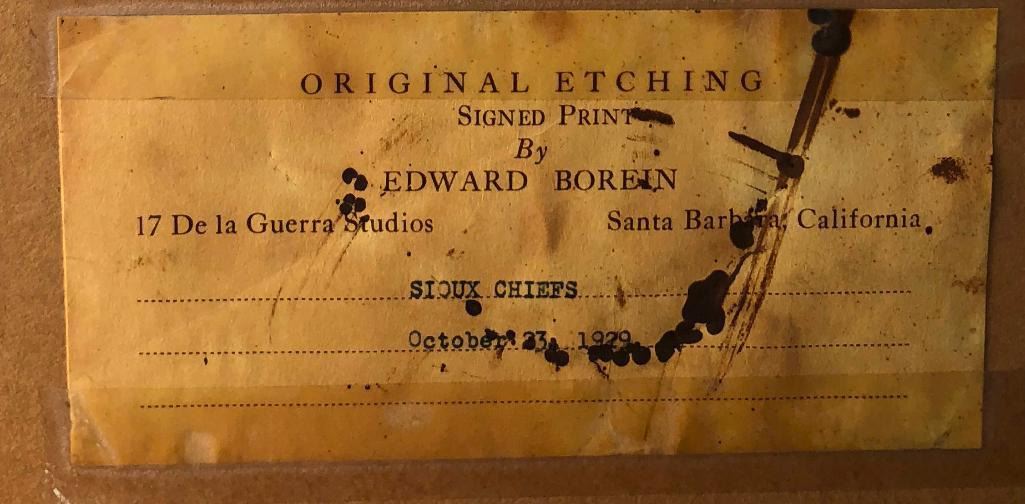 ORIGINAL ETCHING
SIGNED PRINT
By
EDWARD BOREIN
17 De la Guerra Studios Santa Barbara, California
SIOUX CHIEFS
October 23, 1929